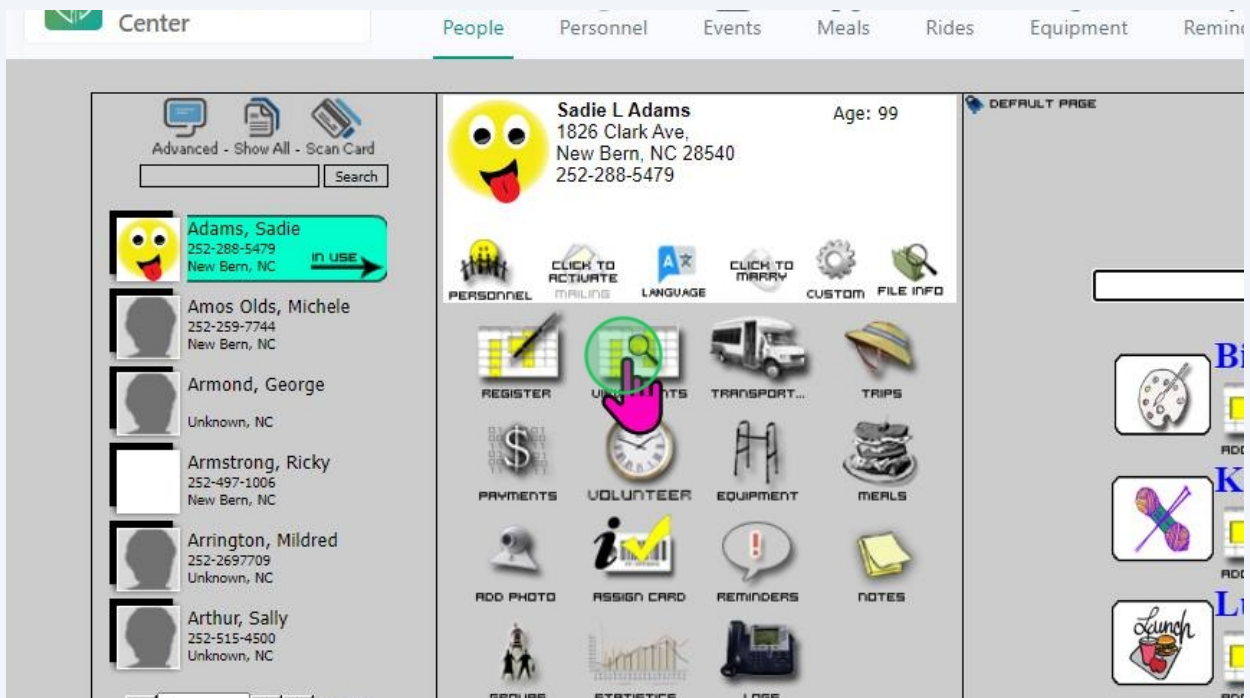 Center
People Personnel Events Meals Rides Equipment
Advanced - Show All - Scan Card
Search
Adams, Sadie
252-288-5479
New Bern, NC
IN USE
Amos Olds, Michele
252-259-7744
New Bern, NC
Armond, George
Unknown, NC
Armstrong, Ricky
252-497-1006
New Bern, NC
Arrington, Mildred
252-2697709
Unknown, NC
Arthur, Sally
252-515-4500
Unknown, NC
Sadie L Adams
Age: 99
1826 Clark Ave,
New Bern, NC 28540
252-288-5479
PERSONNEL
CLICK TO
ACTIVATE
MAILING
LANGUAGE
CLICK TO
MARRY
CUSTOM
FILE INFO
REGISTER
TRANSPORT...
TRIPS
PAYMENTS
VOLUNTEER
EQUIPMENT
MEALS
ADD PHOTO
ASSIGN CARD
REMINDERS
NOTES
GROUPS
STATISTICS
LOGS
DEFAULT PAGE
Lunch